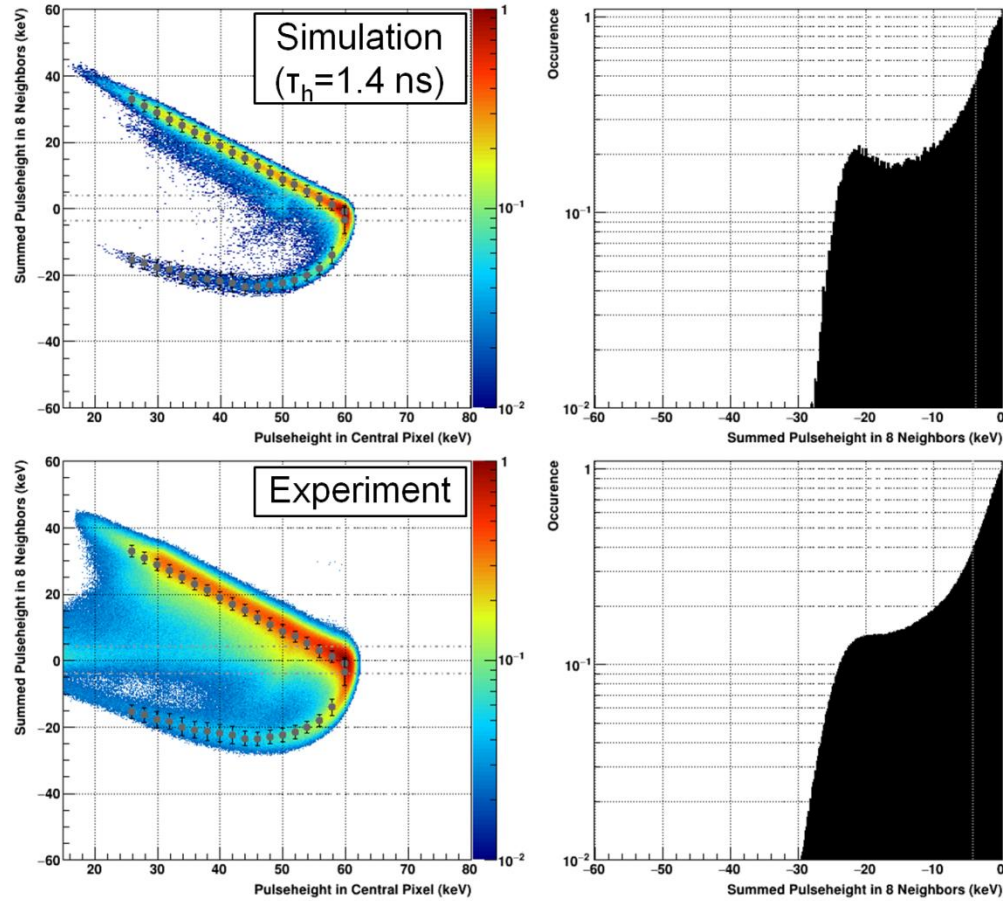 Simulation
(τ_h=1.4 ns)
Summed Pulseheight in 8 Neighbors (keV)
60
40
20
0
−20
−40
−60
20 30 40 50 60 70 80
Pulseheight in Central Pixel (keV)
1
10⁻¹
10⁻²
Occurence
1
10⁻¹
10⁻²
−60 −50 −40 −30 −20 −10 0
Summed Pulseheight in 8 Neighbors (keV)
Experiment
Summed Pulseheight in 8 Neighbors (keV)
60
40
20
0
−20
−40
−60
20 30 40 50 60 70 80
Pulseheight in Central Pixel (keV)
1
10⁻¹
10⁻²
Occurence
1
10⁻¹
10⁻²
−60 −50 −40 −30 −20 −10 0
Summed Pulseheight in 8 Neighbors (keV)